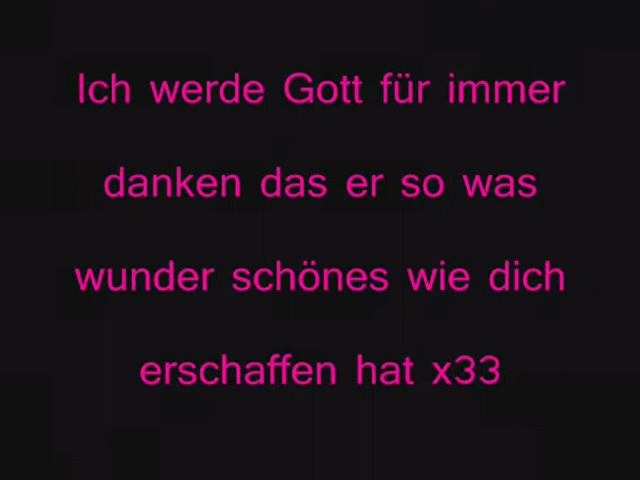 Ich werde Gott für immer
danken das er so was
wunder schönes wie dich
erschaffen hat x33